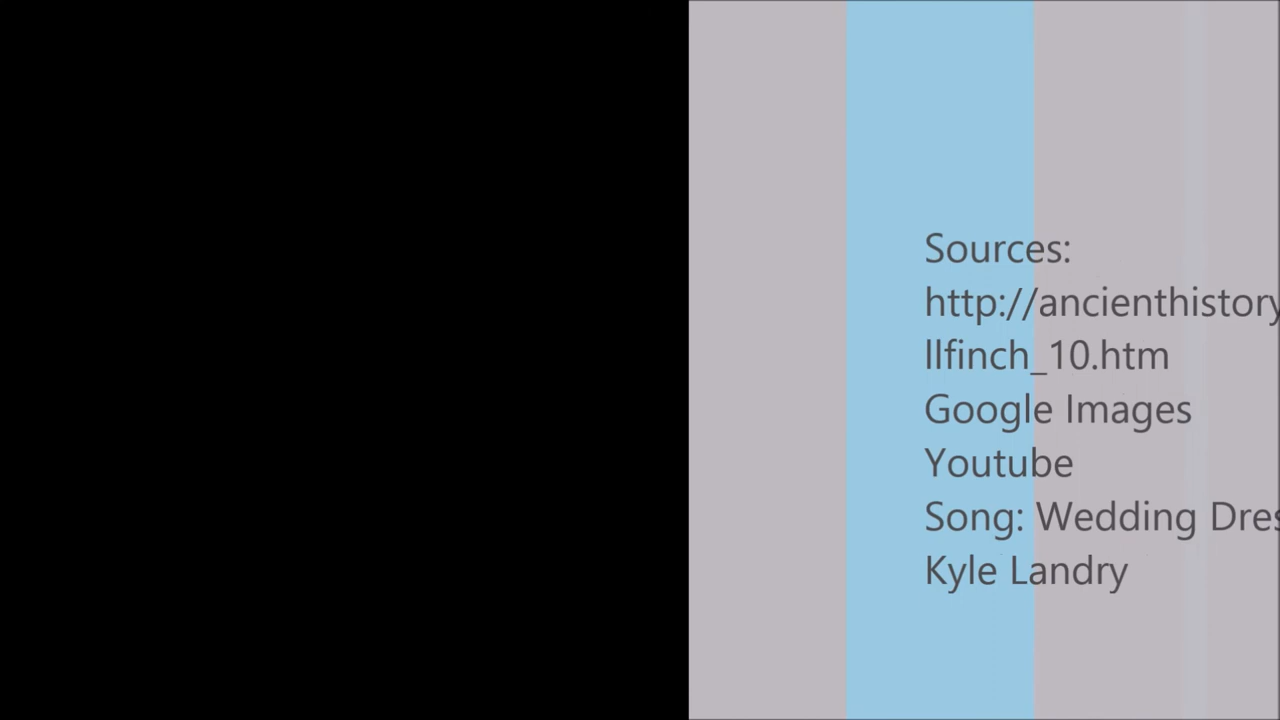 Sources:
http://ancienthistory
llfinch_10.htm
Google Images
Youtube
Song: Wedding Dres
Kyle Landry